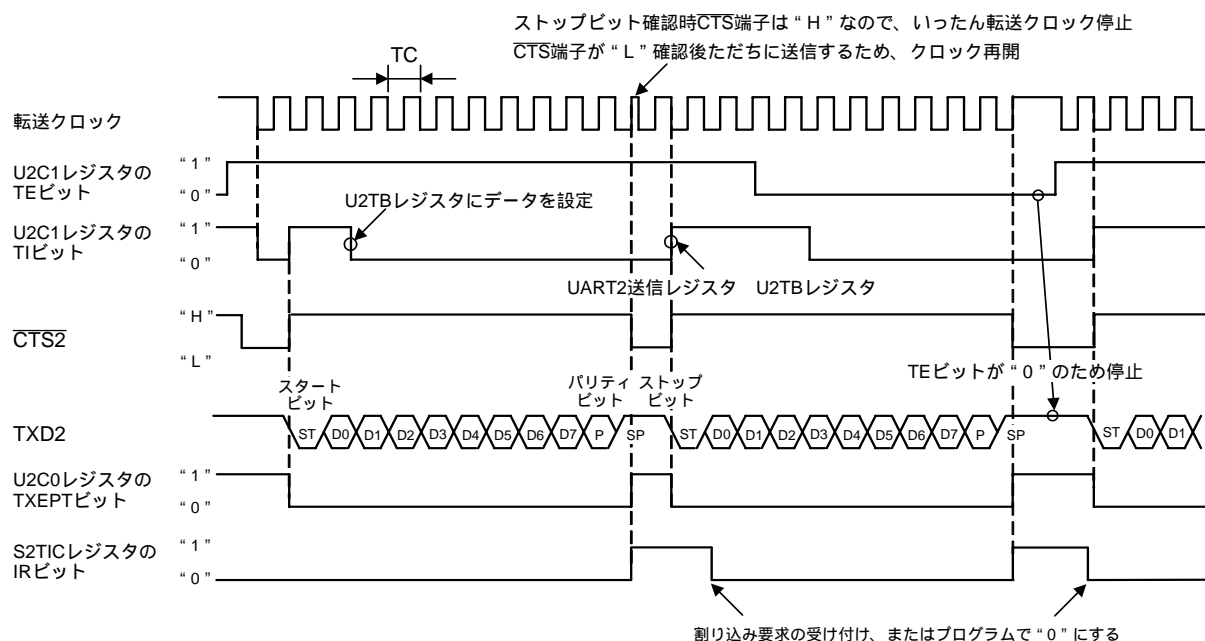 ストップビット確認時CTS端子は“H”なので、いったん転送クロック停止
CTS端子が“L”確認後ただちに送信するため、クロック再開
TC
転送クロック
U2C1レジスタの
TEビット
“1”
“0”
U2TBレジスタにデータを設定
U2C1レジスタの
TIビット
“1”
“0”
UART2送信レジスタ U2TBレジスタ
CTS2
“H”
“L”
TEビットが“0”のため停止
スタート
ビット
パリティ
ビット
ストップ
ビット
TXD2
ST D0 D1 D2 D3 D4 D5 D6 D7 P SP ST D0 D1 D2 D3 D4 D5 D6 D7 P SP ST D0 D1
U2C0レジスタの
TXEPTビット
“1”
“0”
S2TICレジスタの
IRビット
“1”
“0”
割り込み要求の受け付け、またはプログラムで“0”にする